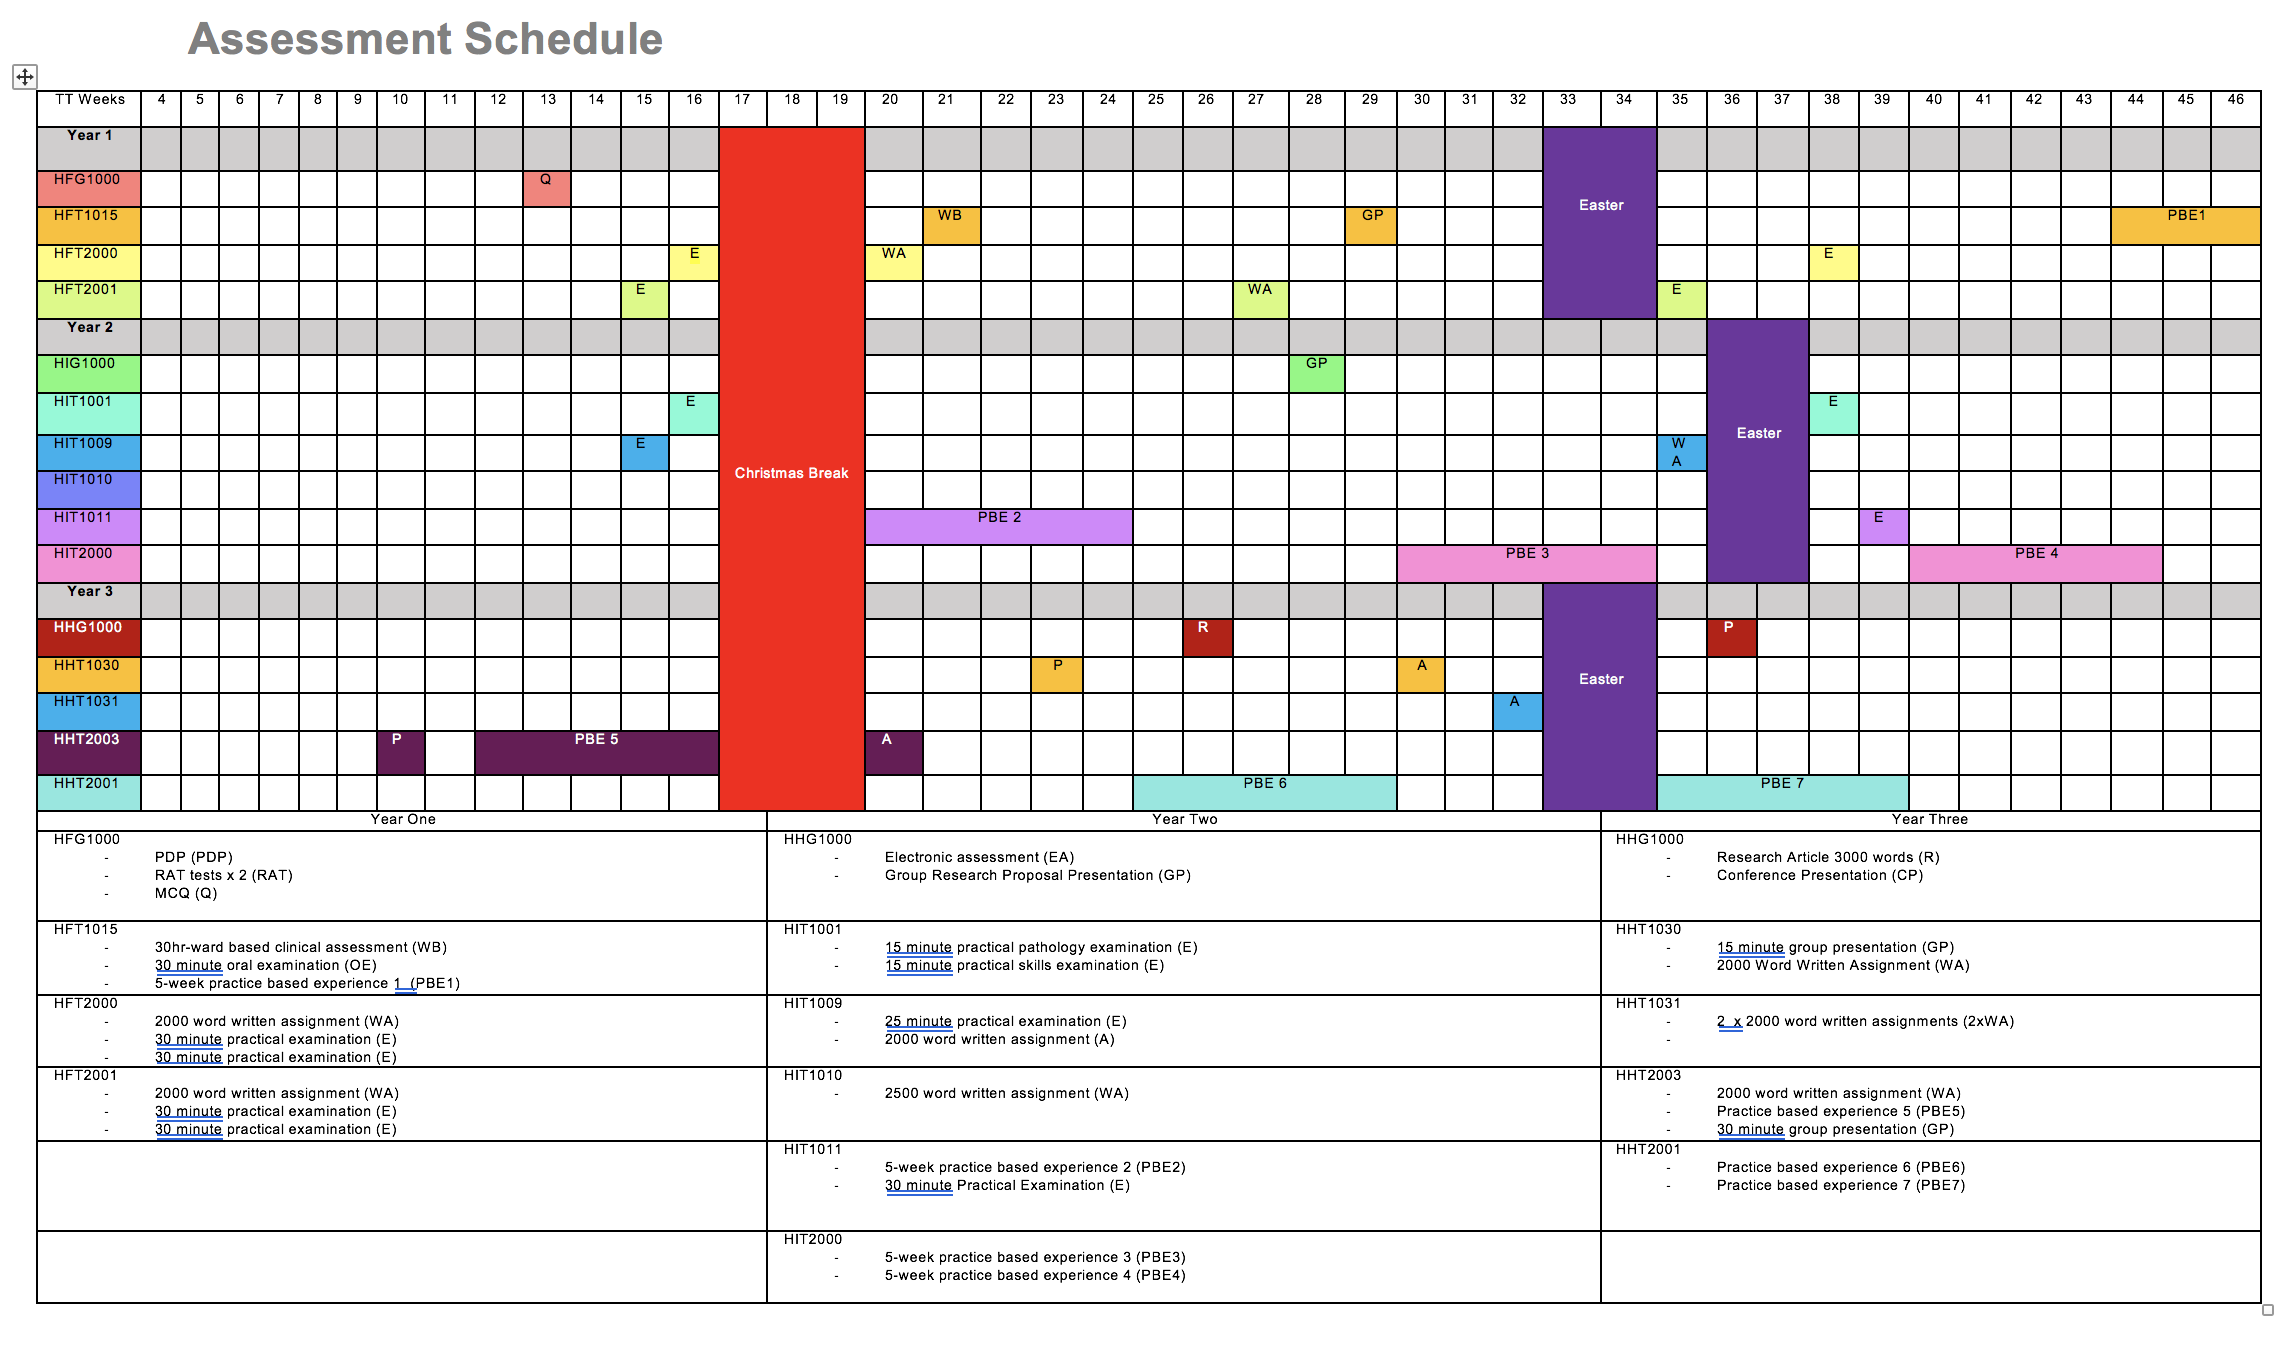 Assessment Schedule
TT Weeks 4 5 6 7 8 9 10 11 12 13 14 15 16 17 18 19 20 21 22 23 24 25 26 27 28 29 30 31 32 33 34 35 36 37 38 39 40 41 42 43 44 45 46
Year 1
HFG1000 Q
Easter
HFT1015 WB GP PBE1
HFT2000 E WA E
HFT2001 E WA E
Year 2
HIG1000 GP
HIT1001 E E
Easter
HIT1009 E W
A
Christmas Break
HIT1010
HIT1011 PBE 2 E
HIT2000 PBE 3 PBE 4
Year 3
HHG1000 R P
HHT1030 P A
Easter
HHT1031 A
HHT2003 P PBE 5 A
HHT2001 PBE 6 PBE 7
Year One Year Two Year Three
HFG1000
- PDP (PDP)
- RAT tests x 2 (RAT)
- MCQ (Q)
HHG1000
- Electronic assessment (EA)
- Group Research Proposal Presentation (GP)
HHG1000
- Research Article 3000 words (R)
- Conference Presentation (CP)
HFT1015
- 30hr-ward based clinical assessment (WB)
- 30 minute oral examination (OE)
- 5-week practice based experience 1 (PBE1)
HIT1001
- 15 minute practical pathology examination (E)
- 15 minute practical skills examination (E)
HHT1030
- 15 minute group presentation (GP)
- 2000 Word Written Assignment (WA)
HFT2000
- 2000 word written assignment (WA)
- 30 minute practical examination (E)
- 30 minute practical examination (E)
HIT1009
- 25 minute practical examination (E)
- 2000 word written assignment (A)
HHT1031
- 2 x 2000 word written assignments (2xWA)
-
HFT2001
- 2000 word written assignment (WA)
- 30 minute practical examination (E)
- 30 minute practical examination (E)
HIT1010
- 2500 word written assignment (WA)
HHT2003
- 2000 word written assignment (WA)
- Practice based experience 5 (PBE5)
- 30 minute group presentation (GP)
HIT1011
- 5-week practice based experience 2 (PBE2)
- 30 minute Practical Examination (E)
HHT2001
- Practice based experience 6 (PBE6)
- Practice based experience 7 (PBE7)
HIT2000
- 5-week practice based experience 3 (PBE3)
- 5-week practice based experience 4 (PBE4)